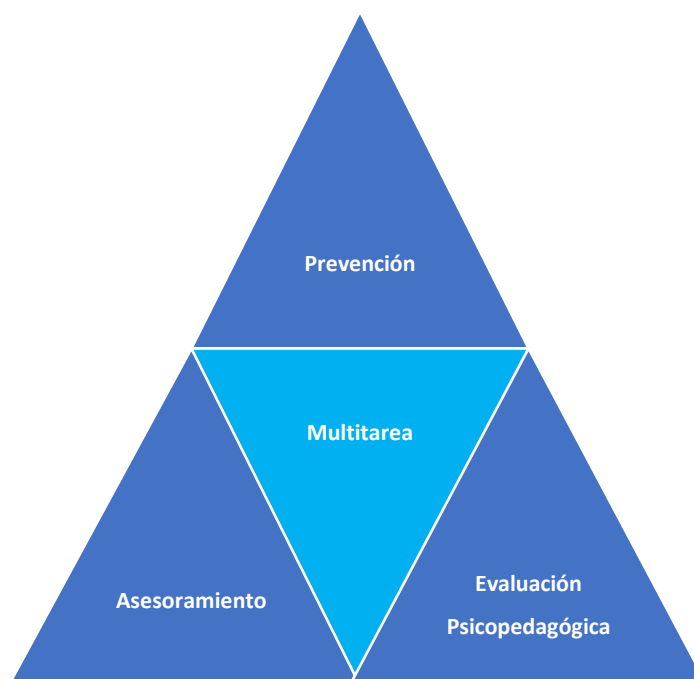 Prevención
Multitarea
Asesoramiento
Evaluación
Psicopedagógica